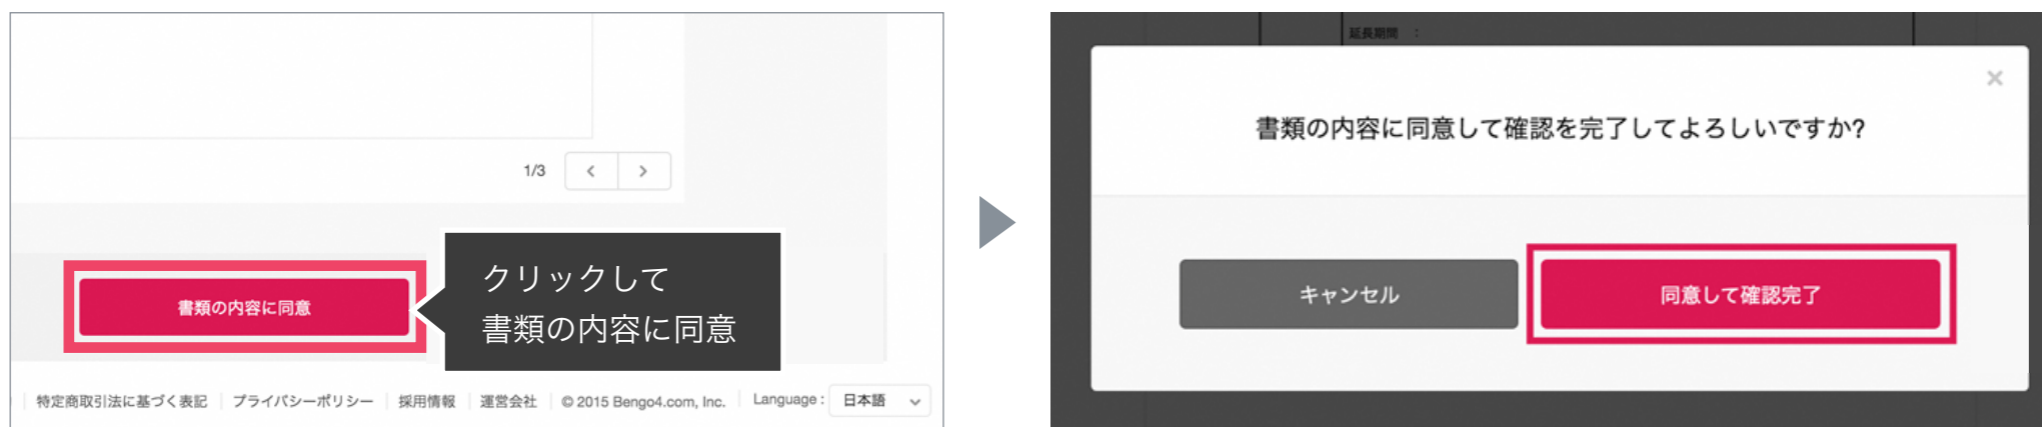 1/3
書類の内容に同意
クリックして
書類の内容に同意
特定商取引法に基づく表記 プライバシーポリシー 採用情報 運営会社 © 2015 Bengo4.com, Inc. Language : 日本語
延長期間 :
書類の内容に同意して確認を完了してよろしいですか?
キャンセル
同意して確認完了